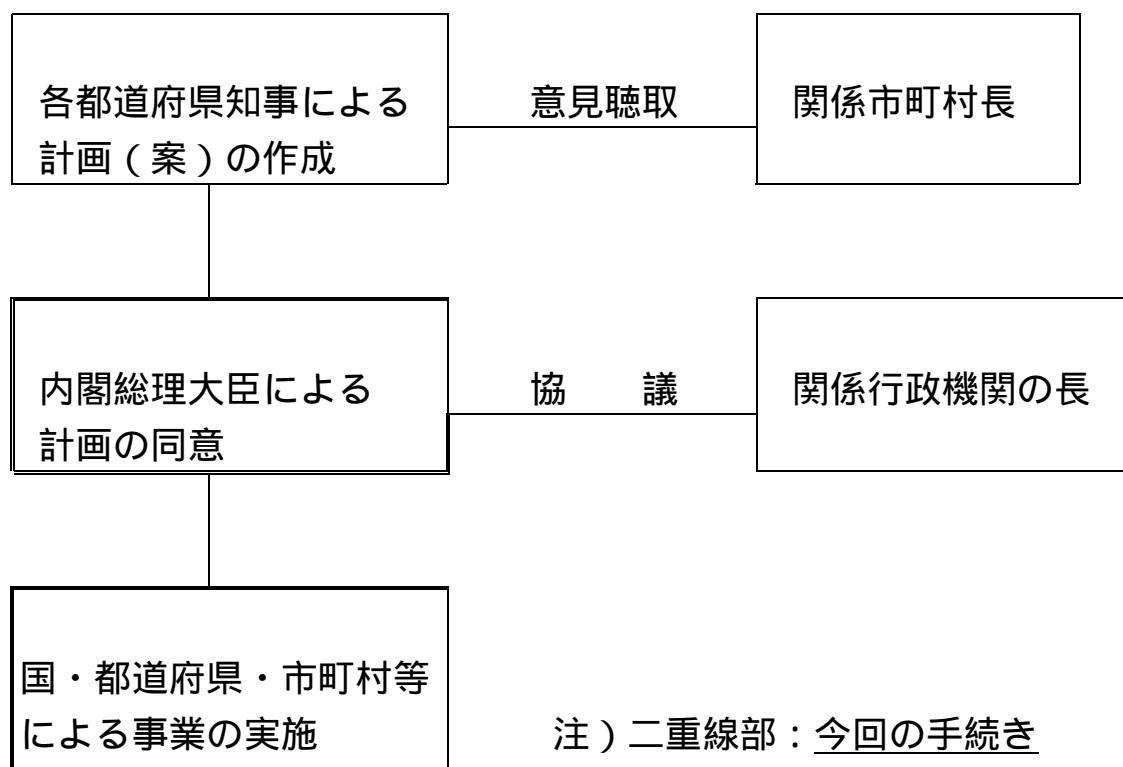 各都道府県知事による
計画(案)の作成
意見聴取
関係市町村長
内閣総理大臣による
計画の同意
協 議
関係行政機関の長
国・都道府県・市町村等
による事業の実施
注)二重線部:今回の手続き